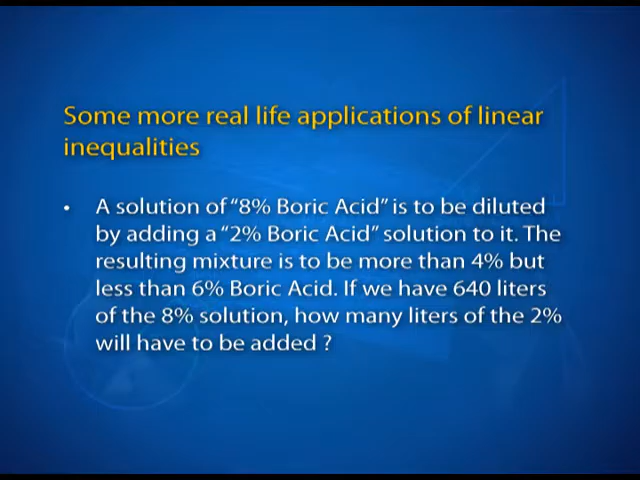 Some more real life applications of linear
inequalities
• A solution of “8% Boric Acid” is to be diluted
by adding a “2% Boric Acid” solution to it. The
resulting mixture is to be more than 4% but
less than 6% Boric Acid. If we have 640 liters
of the 8% solution, how many liters of the 2%
will have to be added ?